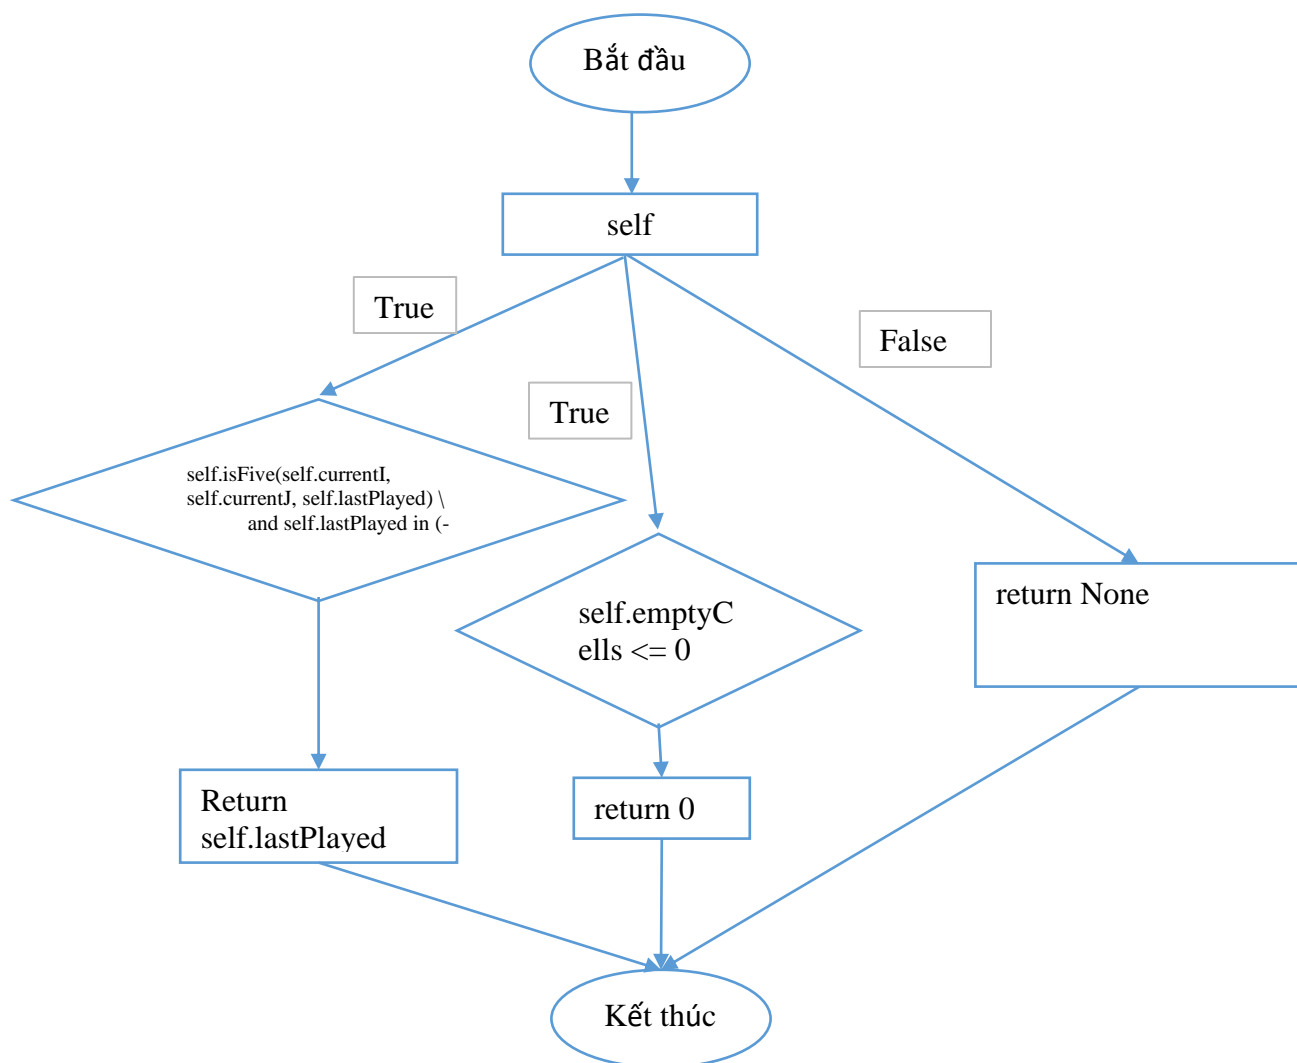 Bắt đầu
self
True
False
True
self.isFive(self.currentI,
self.currentJ, self.lastPlayed) \
and self.lastPlayed in (-
self.emptyC
ells <= 0
return None
Return
self.lastPlayed
return 0
Kết thúc